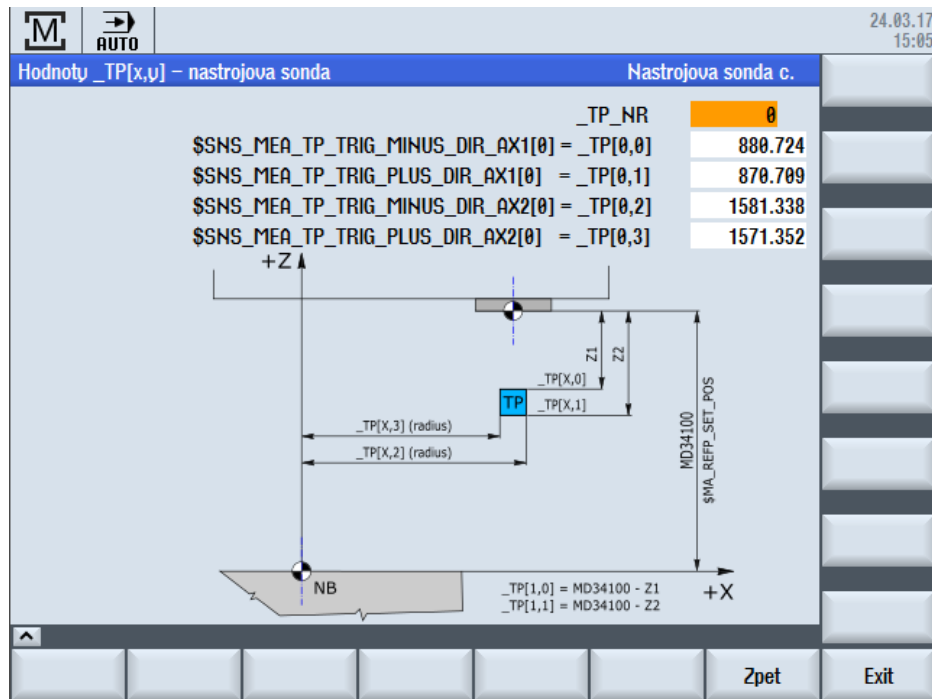 M
AUTO
24.03.17
15:05
Hodnoty _TP[x,y] – nastrojova sonda Nastrojova sonda c.
_TP_NR 0
$SNS_MEA_TP_TRIG_MINUS_DIR_AX1[0] = _TP[0,0] 880.724
$SNS_MEA_TP_TRIG_PLUS_DIR_AX1[0] = _TP[0,1] 870.709
$SNS_MEA_TP_TRIG_MINUS_DIR_AX2[0] = _TP[0,2] 1581.338
$SNS_MEA_TP_TRIG_PLUS_DIR_AX2[0] = _TP[0,3] 1571.352
+Z
Z1
Z2
_TP[X,0]
TP
_TP[X,1]
_TP[X,3] (radius)
_TP[X,2] (radius)
MD34100
$MA_REFP_SET_POS
NB
+X
_TP[1,0] = MD34100 - Z1
_TP[1,1] = MD34100 - Z2
Zpet
Exit